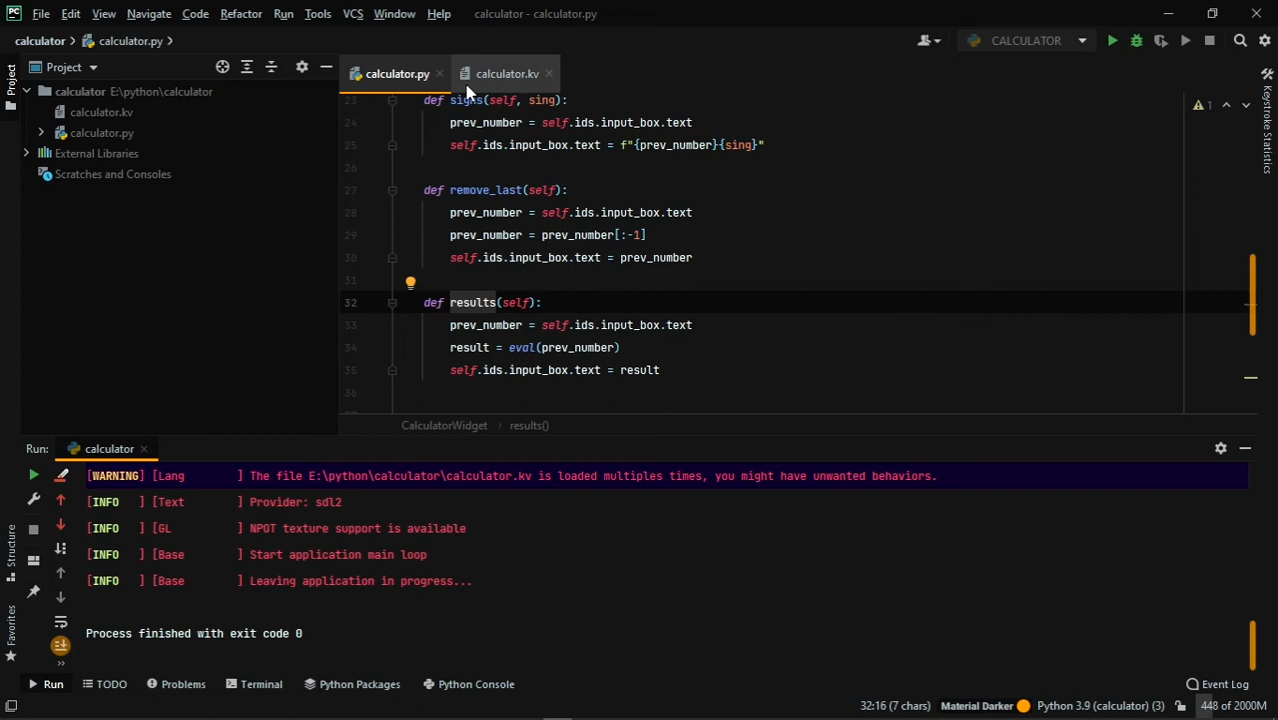 PC File Edit View Navigate Code Refactor Run Tools VCS Window Help calculator - calculator.py
calculator calculator.py CALCULATOR
Project calculator.py calculator.kv
calculator E:\python\calculator
calculator.kv
calculator.py
External Libraries
Scratches and Consoles
Project
Structure
Favorites
Keystroke Statistics
1
23 def signs(self, sing):
24 prev_number = self.ids.input_box.text
25 self.ids.input_box.text = f"{prev_number}{sing}"
26
27 def remove_last(self):
28 prev_number = self.ids.input_box.text
29 prev_number = prev_number[:-1]
30 self.ids.input_box.text = prev_number
31
32 def results(self):
33 prev_number = self.ids.input_box.text
34 result = eval(prev_number)
35 self.ids.input_box.text = result
36
CalculatorWidget results()
Run: calculator
[WARNING] [Lang ] The file E:\python\calculator\calculator.kv is loaded multiples times, you might have unwanted behaviors.
[INFO ] [Text ] Provider: sdl2
[INFO ] [GL ] NPOT texture support is available
[INFO ] [Base ] Start application main loop
[INFO ] [Base ] Leaving application in progress...
Process finished with exit code 0
Run TODO Problems Terminal Python Packages Python Console Event Log
32:16 (7 chars) Material Darker Python 3.9 (calculator) (3) 448 of 2000M